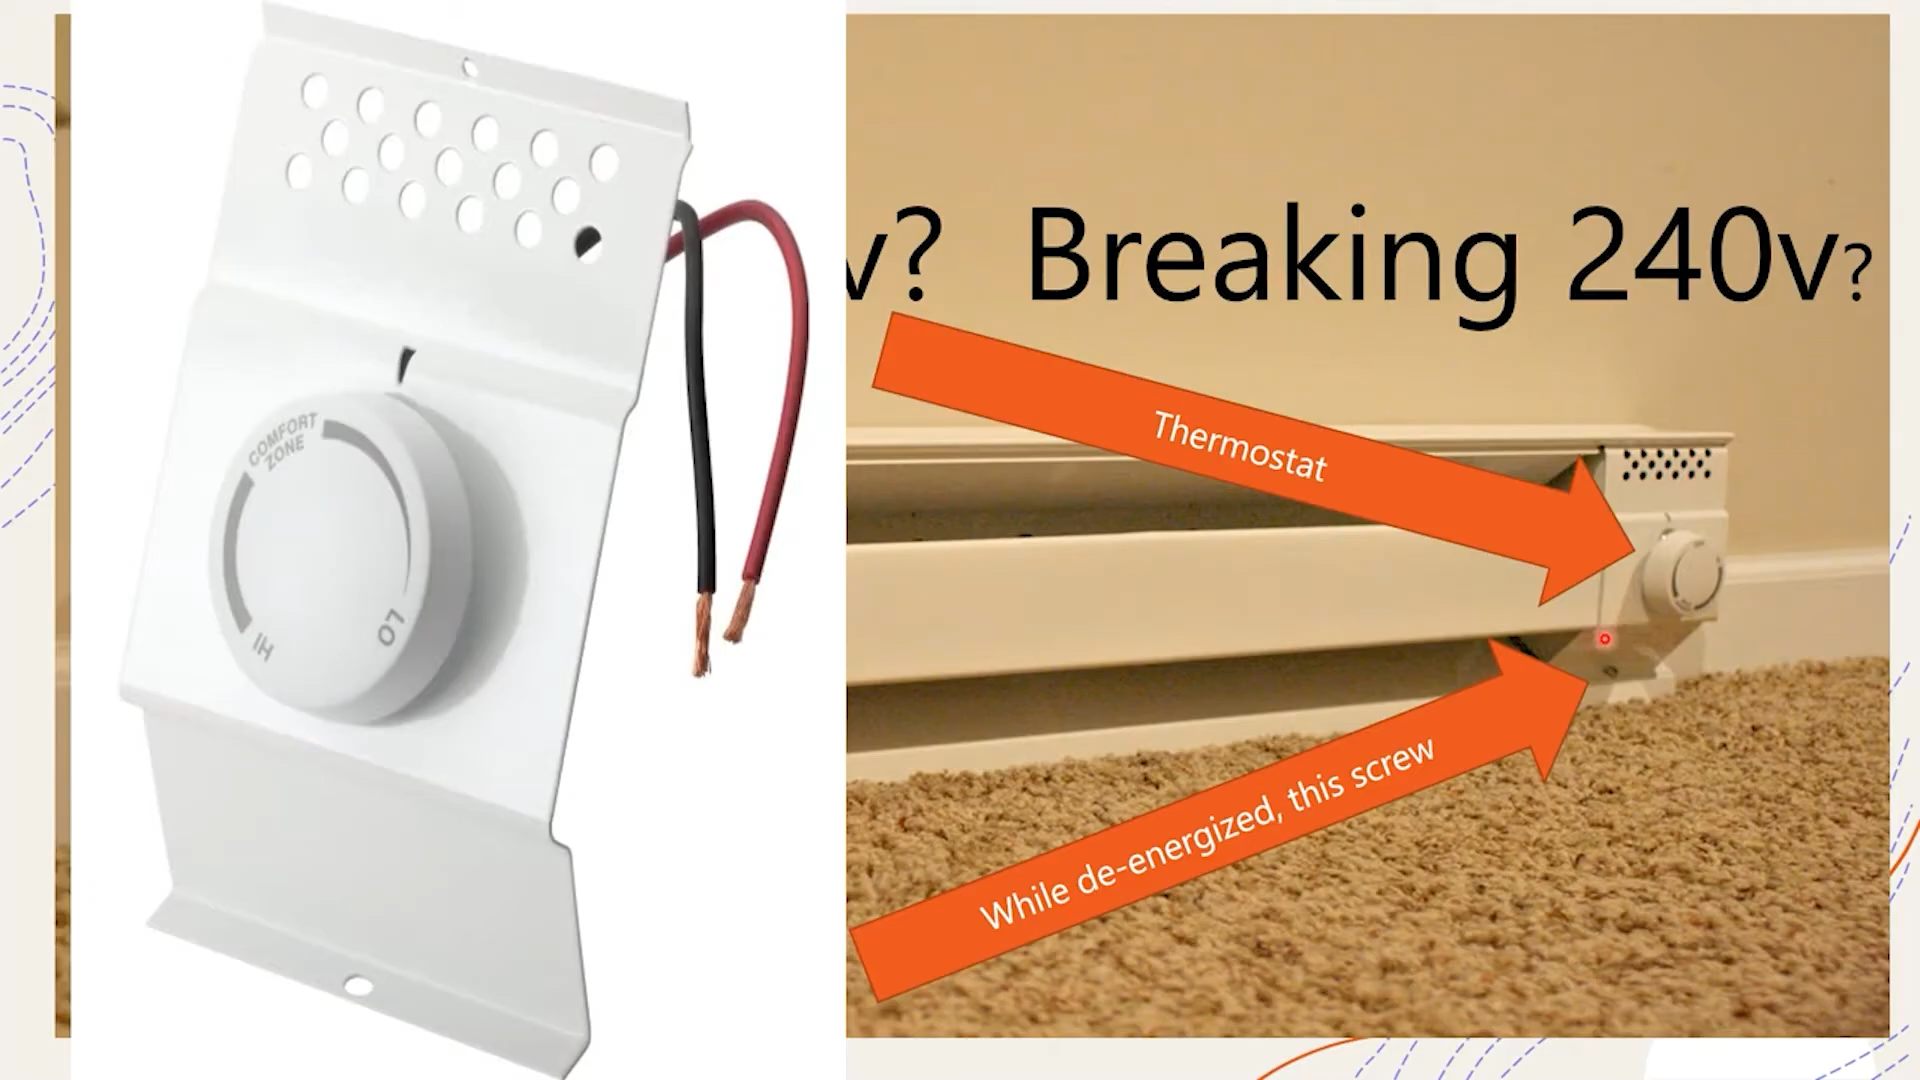 v? Breaking 240v?
COMFORT
ZONE
HI
LO
Thermostat
While de-energized, this screw